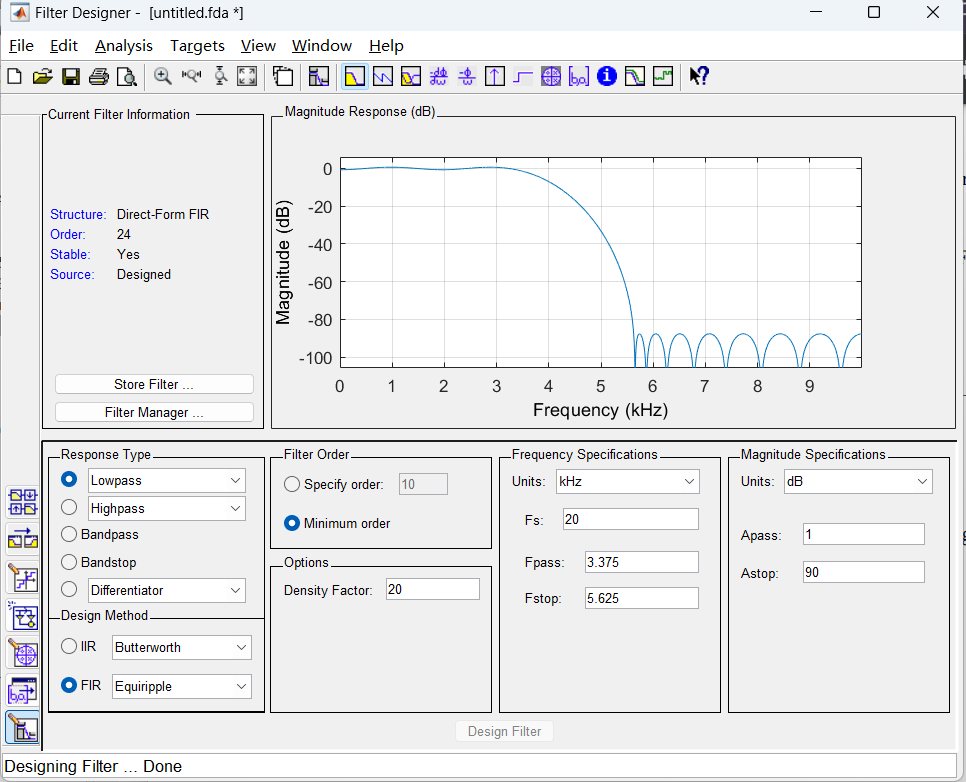 Filter Designer - [untitled.fda *]
File Edit Analysis Targets View Window Help
Current Filter Information
Structure: Direct-Form FIR
Order: 24
Stable: Yes
Source: Designed
Store Filter ...
Filter Manager ...
Magnitude Response (dB)
Magnitude (dB)
0
-20
-40
-60
-80
-100
0 1 2 3 4 5 6 7 8 9
Frequency (kHz)
Response Type
Lowpass
Highpass
Bandpass
Bandstop
Differentiator
Design Method
IIR Butterworth
FIR Equiripple
Filter Order
Specify order: 10
Minimum order
Options
Density Factor: 20
Frequency Specifications
Units: kHz
Fs: 20
Fpass: 3.375
Fstop: 5.625
Magnitude Specifications
Units: dB
Apass: 1
Astop: 90
Design Filter
Designing Filter ... Done